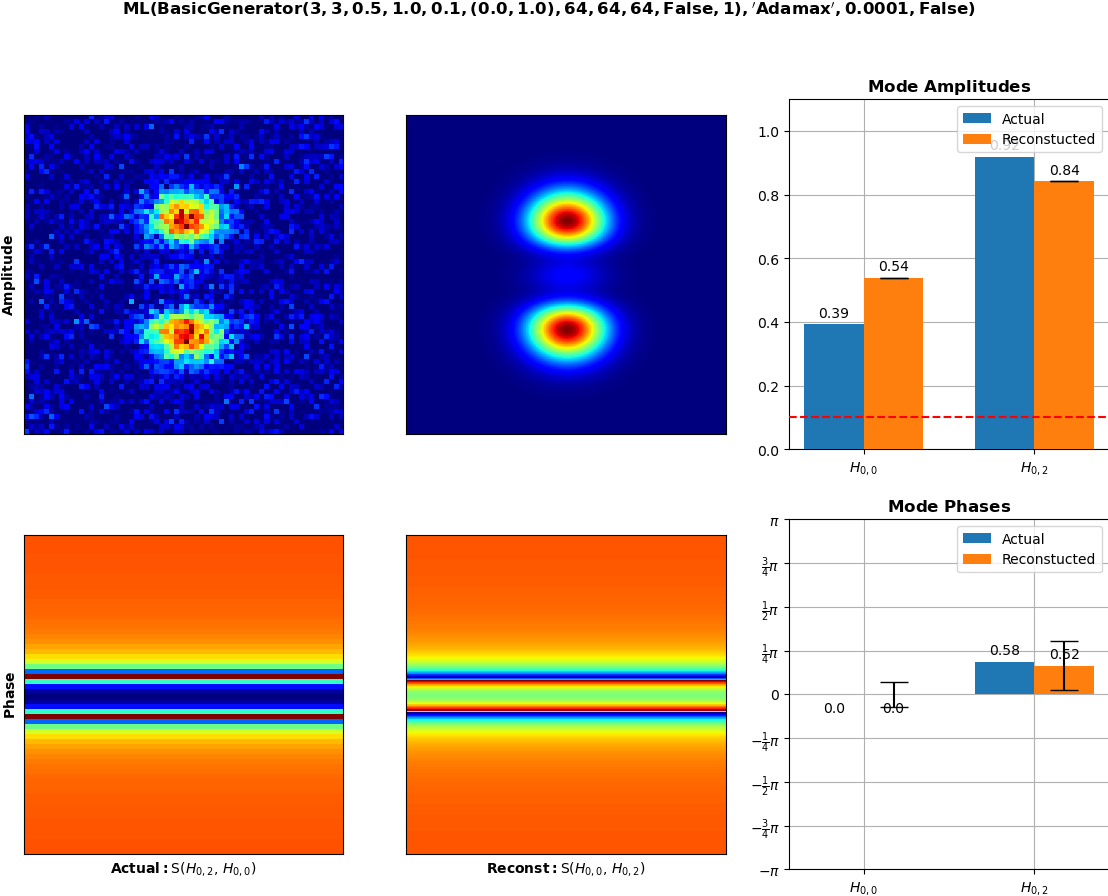 ML(BasicGenerator(3, 3, 0.5, 1.0, 0.1, (0.0, 1.0), 64, 64, 64, False, 1), ′Adamax′, 0.0001, False)
Amplitude
Mode Amplitudes
Actual
Reconstucted
1.0
0.8
0.6
0.4
0.2
0.0
0.39
0.54
0.92
0.84
H0,0
H0,2
Phase
Actual: S(H0,2, H0,0)
Reconst: S(H0,0, H0,2)
Mode Phases
Actual
Reconstucted
π
3/4π
1/2π
1/4π
0
−1/4π
−1/2π
−3/4π
−π
0.0
0.0
0.58
0.52
H0,0
H0,2